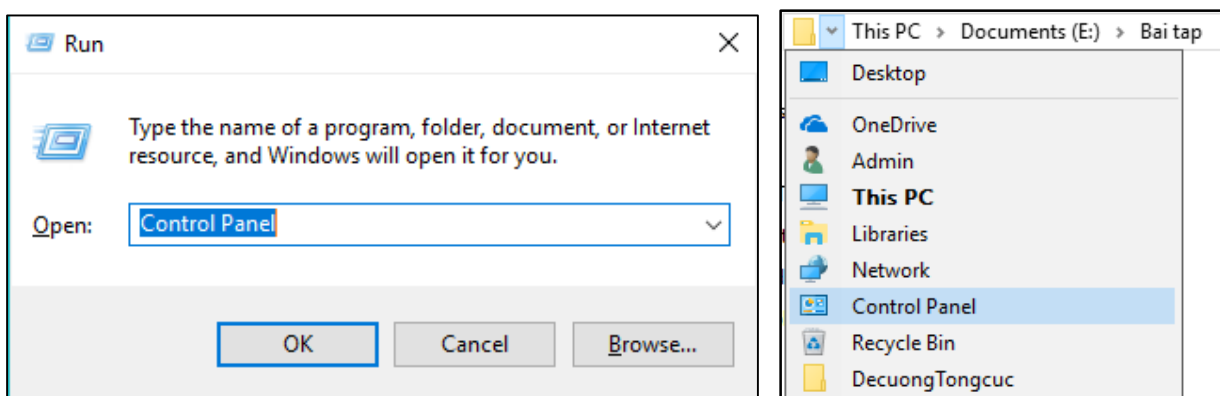 Run
Type the name of a program, folder, document, or Internet
resource, and Windows will open it for you.
Open:
Control Panel
OK
Cancel
Browse...
This PC > Documents (E:) > Bai tap
Desktop
OneDrive
Admin
This PC
Libraries
Network
Control Panel
Recycle Bin
DecuongTongcuc